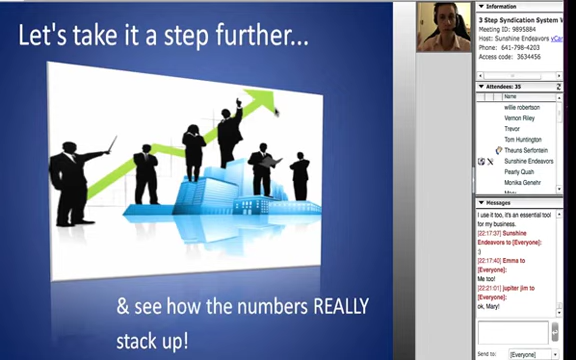 Let's take it a step further...
& see how the numbers REALLY
stack up!
Information
3 Step Syndication System W
Meeting ID: 9895884
Host: Sunshine Endeavors
Phone: 641-798-4203
Access code: 3634456
Attendees: 35
Name
willie robertson
Vernon Riley
Trevor
Tom Huntington
Theuns Serfontein
Sunshine Endeavors
Pearly Quash
Monika Genehr
Messages
I use it too, it's an essential tool
for my business.
[22:17:37] Sunshine
Endeavors to [Everyone]:
:)
[22:17:40] Emma to
[Everyone]:
Me too!
[22:21:01] jupiter jim to
[Everyone]:
ok, Mary!
Send to:
[Everyone]